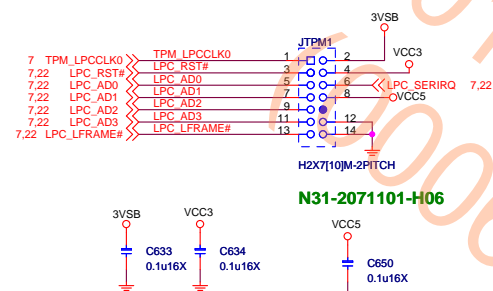 3VSB
JTPM1
7 TPM_LPCCLK0 TPM_LPCCLK0 1 2
VCC3
7,22 LPC_RST# LPC_RST# 3 4
7,22 LPC_AD0 LPC_AD0 5 6 LPC_SERIRQ 7,22
7,22 LPC_AD1 LPC_AD1 7 8 VCC5
7,22 LPC_AD2 LPC_AD2 9
7,22 LPC_AD3 LPC_AD3 11 12
7,22 LPC_LFRAME# LPC_LFRAME# 13 14
H2X7[10]M-2PITCH
N31-2071101-H06
3VSB VCC3 VCC5
C633 C634 C650
0.1u16X 0.1u16X 0.1u16X